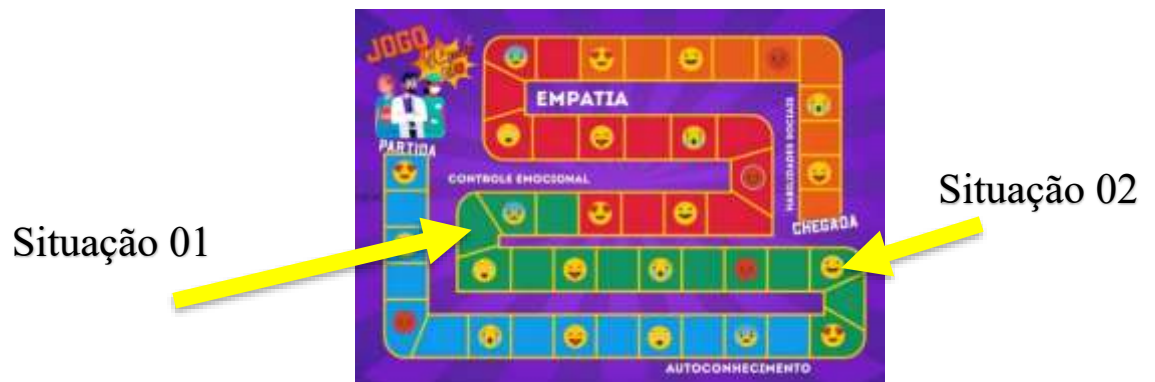 JOGO
PARTIDA
EMPATIA
HABILIDADES SOCIAIS
CONTROLE EMOCIONAL
Situação 02
CHEGADA
Situação 01
AUTOCONHECIMENTO